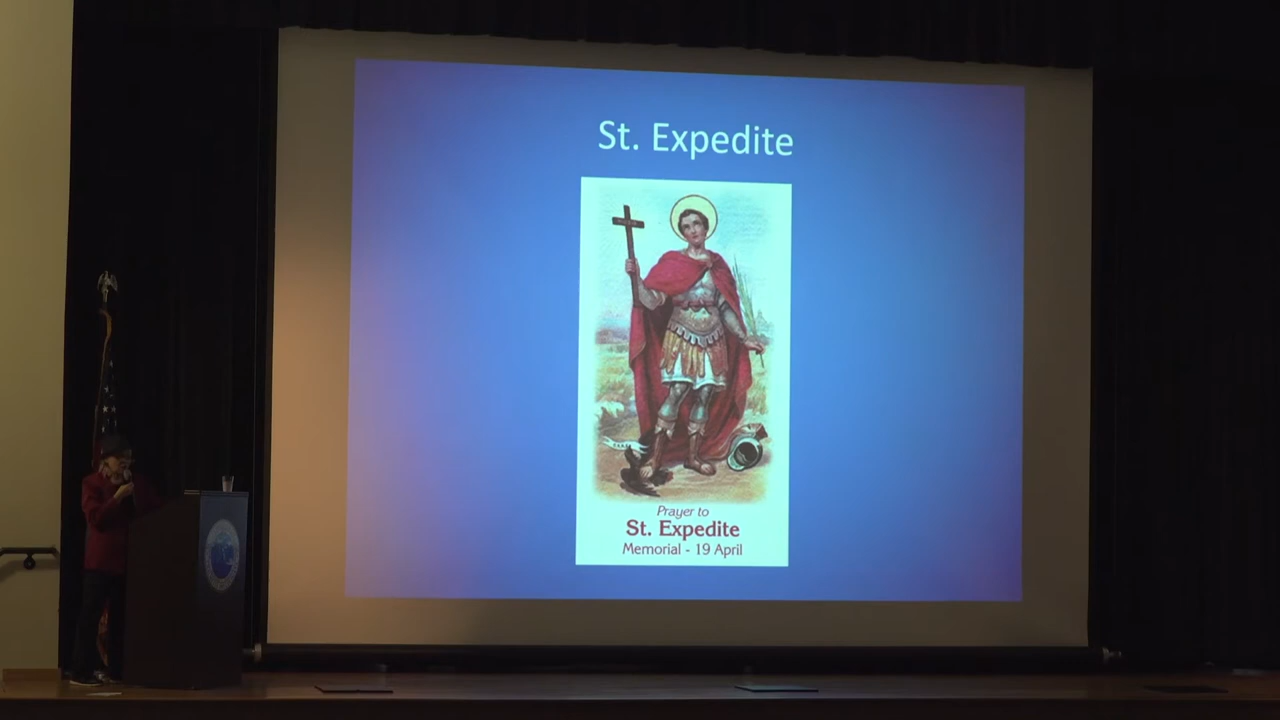 St. Expedite
Prayer to
St. Expedite
Memorial - 19 April